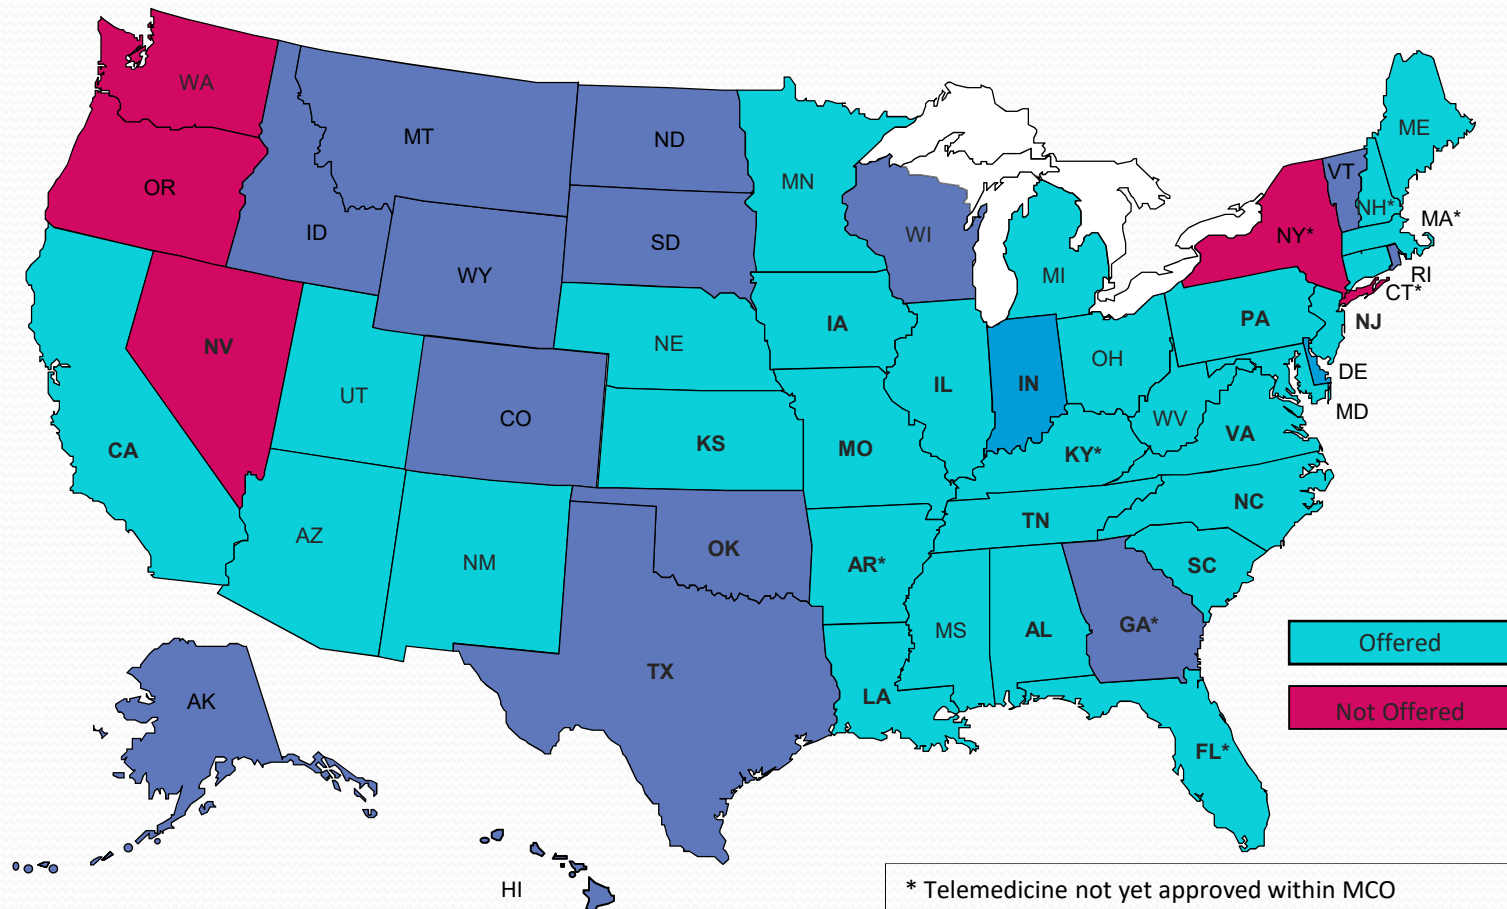 WA
MT
ND
ME
MN
VT
OR
NH*
MA*
ID
SD
WI
NY*
WY
MI
RI
CT*
IA
PA
NJ
NV
NE
OH
UT
IL
IN
DE
CO
MD
WV
CA
KS
MO
KY*
VA
NC
TN
AZ
OK
NM
AR*
SC
MS
AL
GA*
Offered
TX
LA
AK
Not Offered
FL*
HI
* Telemedicine not yet approved within MCO